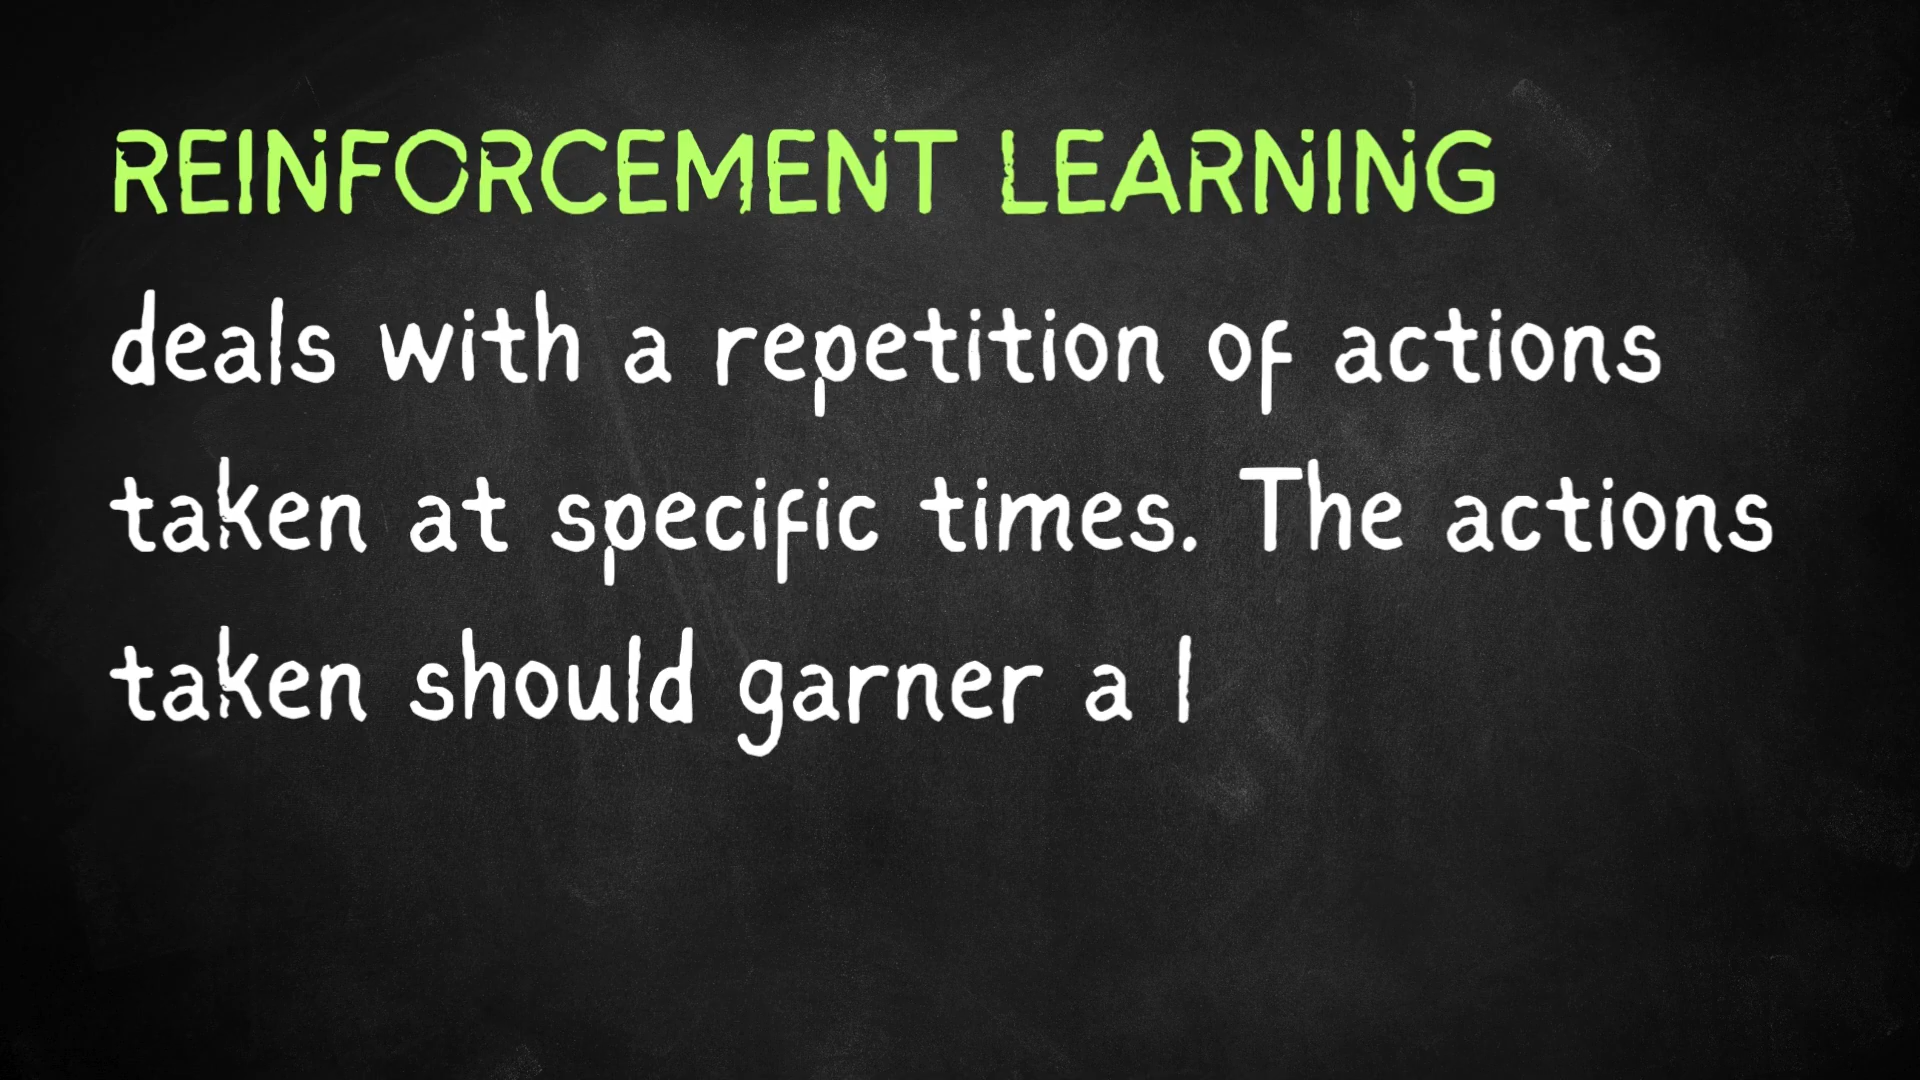 REINFORCEMENT LEARNING
deals with a repetition of actions
taken at specific times. The actions
taken should garner a l